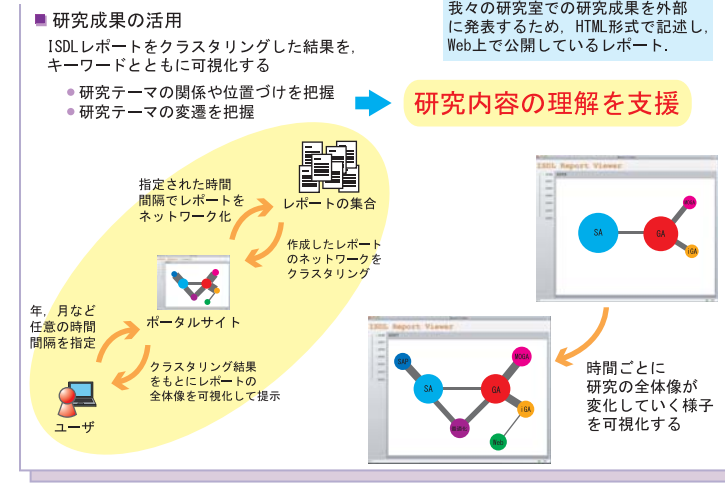 我々の研究室での研究成果を外部
に発表するため，HTML形式で記述し，
Web上で公開しているレポート．
研究成果の活用
ISDLレポートをクラスタリングした結果を，
キーワードとともに可視化する
研究テーマの関係や位置づけを把握
研究テーマの変遷を把握
研究内容の理解を支援
指定された時間
間隔でレポートを
ネットワーク化
レポートの集合
作成したレポート
のネットワークを
クラスタリング
年，月など
任意の時間
間隔を指定
ポータルサイト
クラスタリング結果
をもとにレポートの
全体像を可視化して提示
ユーザ
ISDL Report Viewer
MOGA
SA
GA
iGA
ISDL Report Viewer
MOGA
SA
GA
iGA
Web
時間ごとに
研究の全体像が
変化していく様子
を可視化する